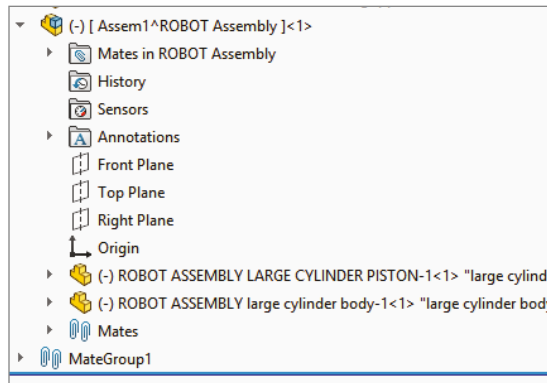 (-) [ Assem1^ROBOT Assembly ]<1>
Mates in ROBOT Assembly
History
Sensors
Annotations
Front Plane
Top Plane
Right Plane
Origin
(-) ROBOT ASSEMBLY LARGE CYLINDER PISTON-1<1> "large cylind
(-) ROBOT ASSEMBLY large cylinder body-1<1> "large cylinder body
Mates
MateGroup1